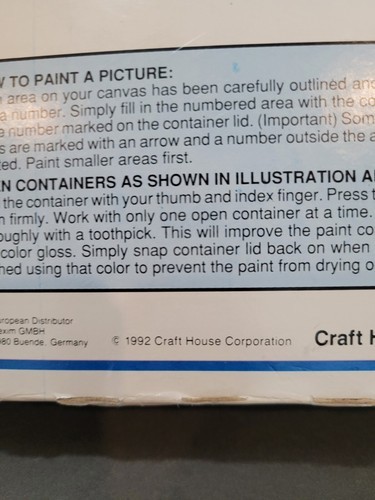 W TO PAINT A PICTURE:
area on your canvas has been carefully outlined and
a number. Simply fill in the numbered area with the co
e number marked on the container lid. (Important) Som
s are marked with an arrow and a number outside the a
ted. Paint smaller areas first.
EN CONTAINERS AS SHOWN IN ILLUSTRATION A
the container with your thumb and index finger. Press t
n firmly. Work with only one open container at a time.
oughly with a toothpick. This will improve the paint co
color gloss. Simply snap container lid back on when
hed using that color to prevent the paint from drying o
uropean Distributor
exim GMBH
980 Buende, Germany
© 1992 Craft House Corporation
Craft H